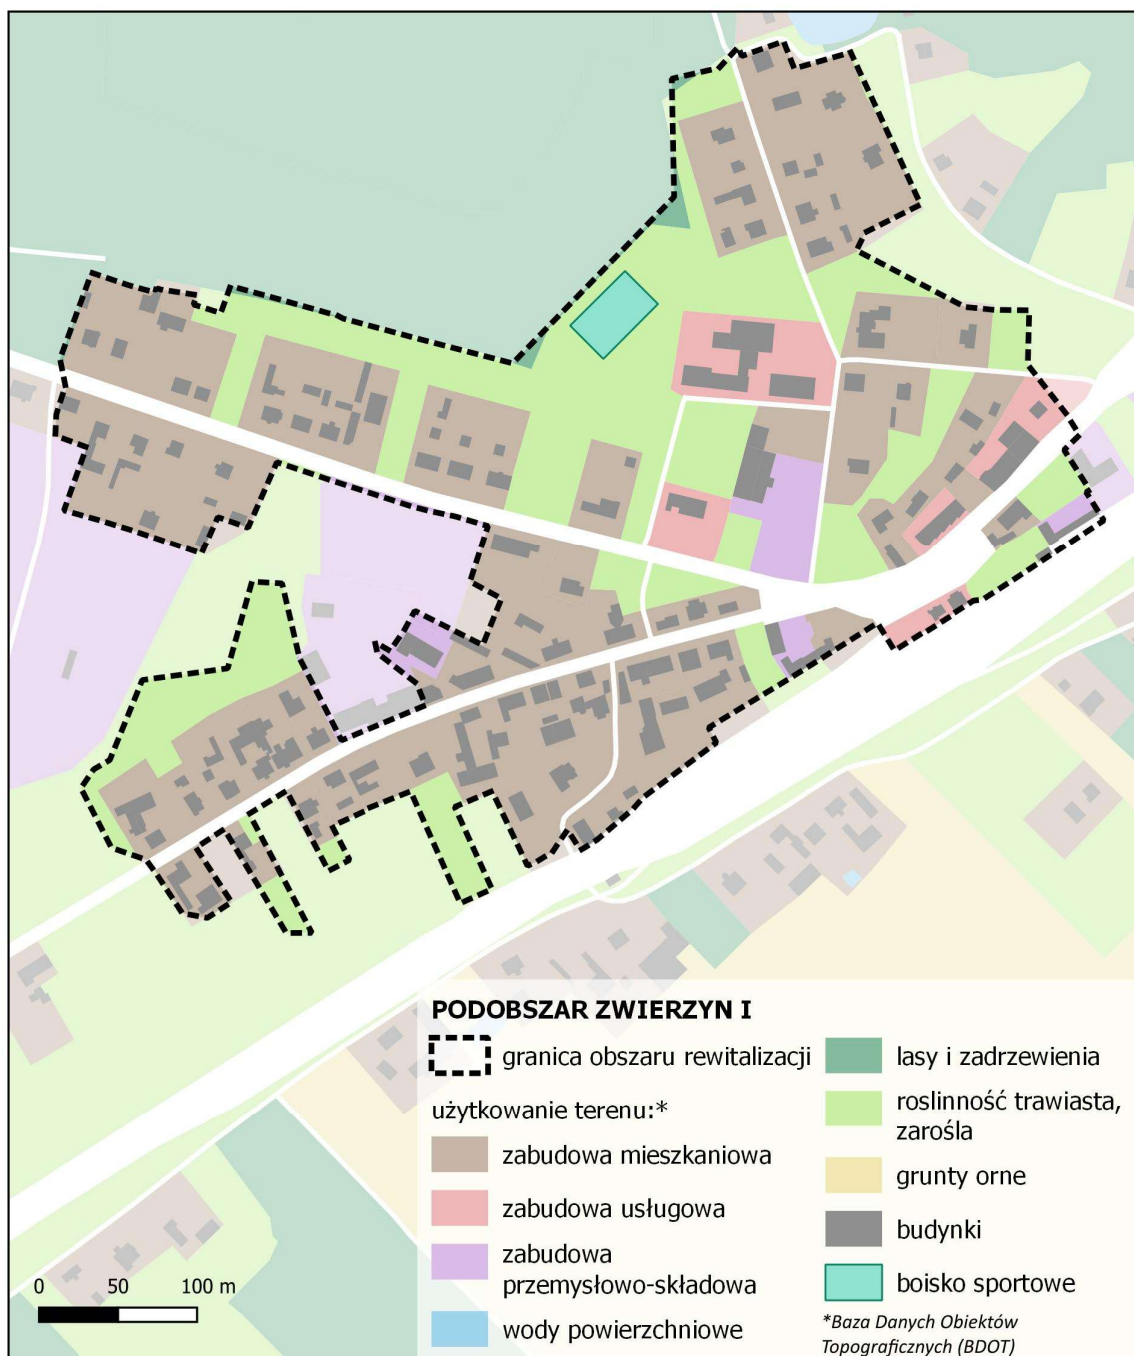 PODOBSZAR ZWIERZYN I
granica obszaru rewitalizacji
użytkowanie terenu:*
zabudowa mieszkaniowa
zabudowa usługowa
zabudowa
przemysłowo-składowa
wody powierzchniowe
lasy i zadrzewienia
roslinność trawiasta,
zarośla
grunty orne
budynki
boisko sportowe
*Baza Danych Obiektów
Topograficznych (BDOT)
0 50 100 m